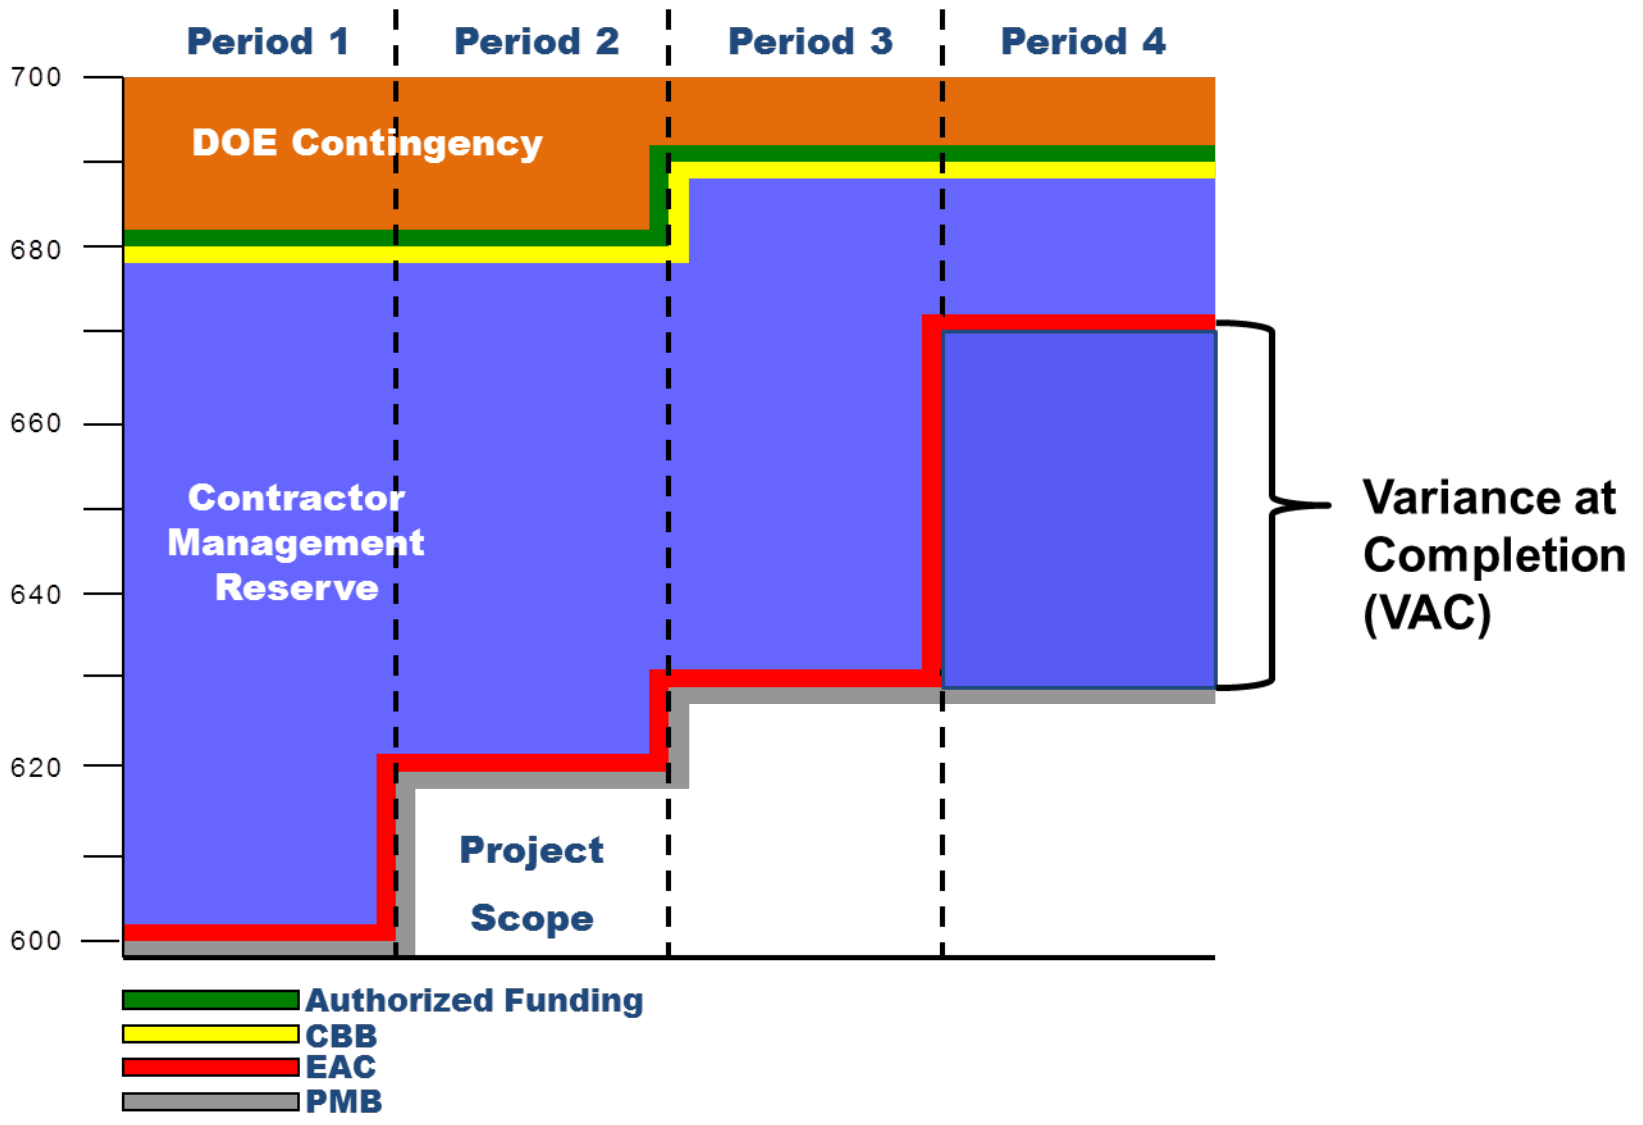 Period 1 Period 2 Period 3 Period 4
700
DOE Contingency
680
660
Contractor
Management
Reserve
640
Variance at
Completion
(VAC)
620
Project
Scope
600
Authorized Funding
CBB
EAC
PMB